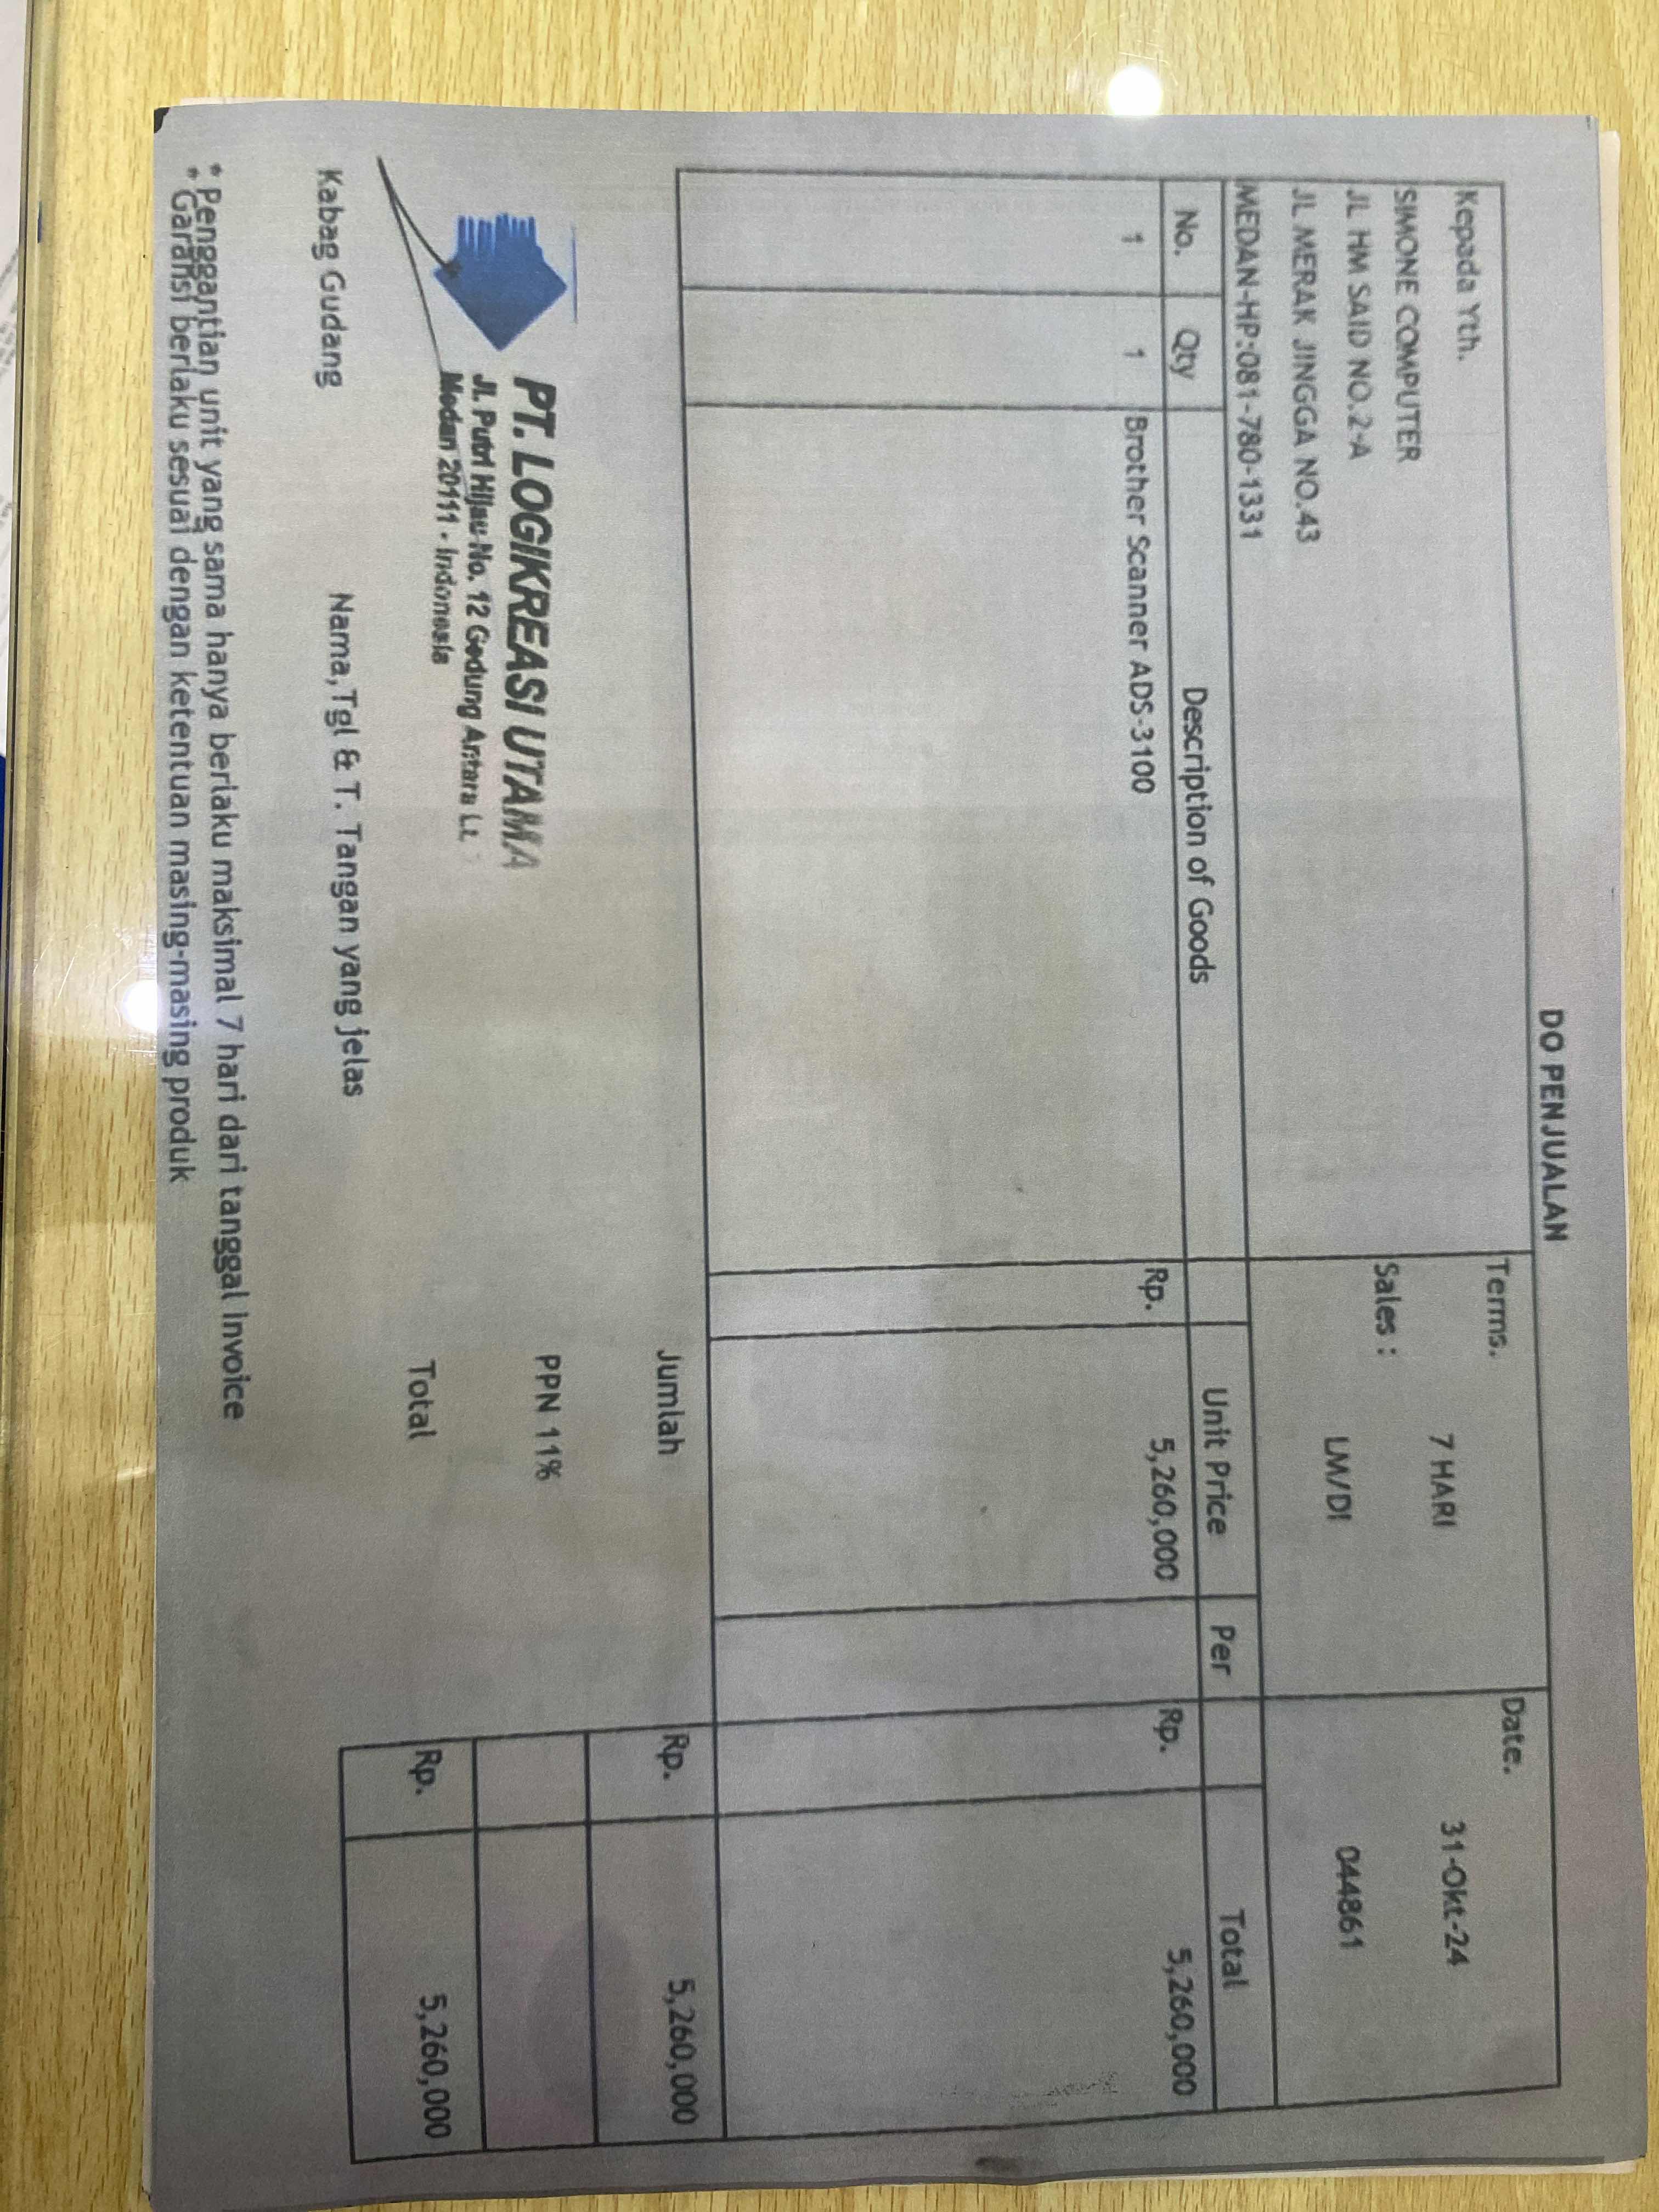 DO PENJUALAN
Kepada Yth.
SIMONE COMPUTER
JL HM SAID NO.2-A
JL MERAK JINGGA NO.43
MEDAN-HP:081-780-1331
Terms.
7 HARI
Sales :
LM/DI
Date.
31-Okt-24
044861
No. Qty Description of Goods Unit Price Per Total
1 1 Brother Scanner ADS-3100 Rp. 5,260,000 Rp. 5,260,000
Jumlah Rp. 5,260,000
PPN 11%
Total Rp. 5,260,000
PT. LOGIKREASI UTAMA
Jl. Putri Hijau No. 12 Gedung Antara Lt.
Medan 20111 - Indonesia
Kabag Gudang Nama,Tgl & T. Tangan yang jelas
* Penggantian unit yang sama hanya berlaku maksimal 7 hari dari tanggal invoice
* Garansi berlaku sesuai dengan ketentuan masing-masing produk